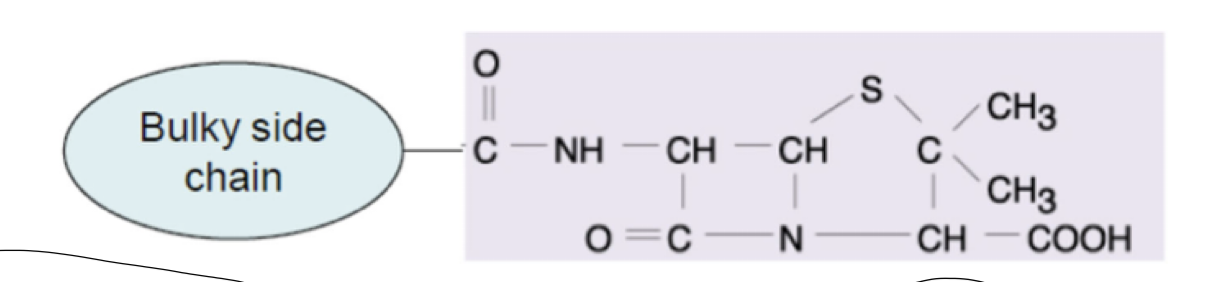 O
Bulky side
chain
C — NH — CH — CH
S
C
CH3
CH3
O = C — N — CH — COOH